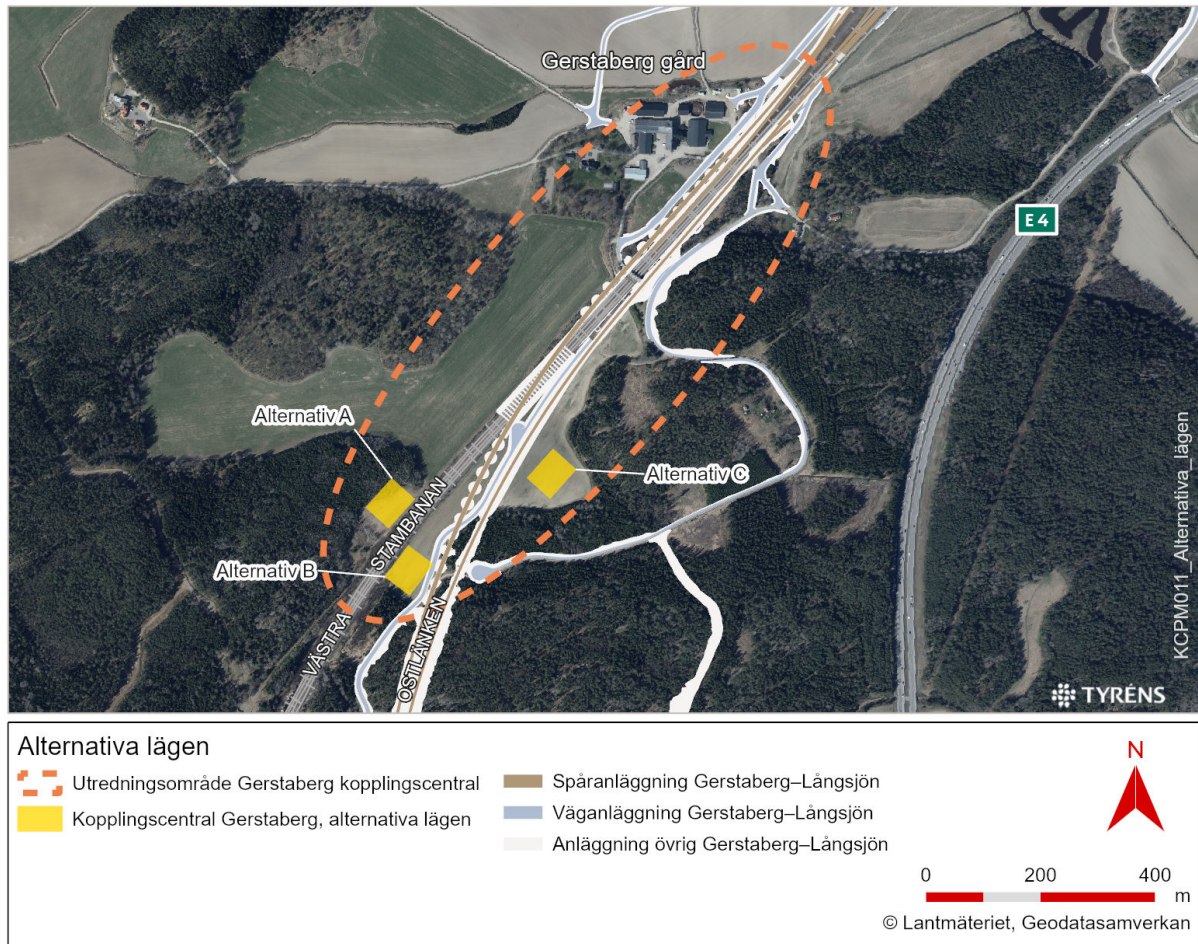 Gerstaberg gård
E4
Alternativ A
Alternativ C
Alternativ B
VÄSTRA STAMBANAN
OSTLÄNKEN
KCPM011_Alternativa_lägen
TYRÉNS
Alternativa lägen
Utredningsområde Gerstaberg kopplingscentral
Kopplingscentral Gerstaberg, alternativa lägen
Spåranläggning Gerstaberg–Långsjön
Väganläggning Gerstaberg–Långsjön
Anläggning övrig Gerstaberg–Långsjön
N
0 200 400
m
© Lantmäteriet, Geodatasamverkan